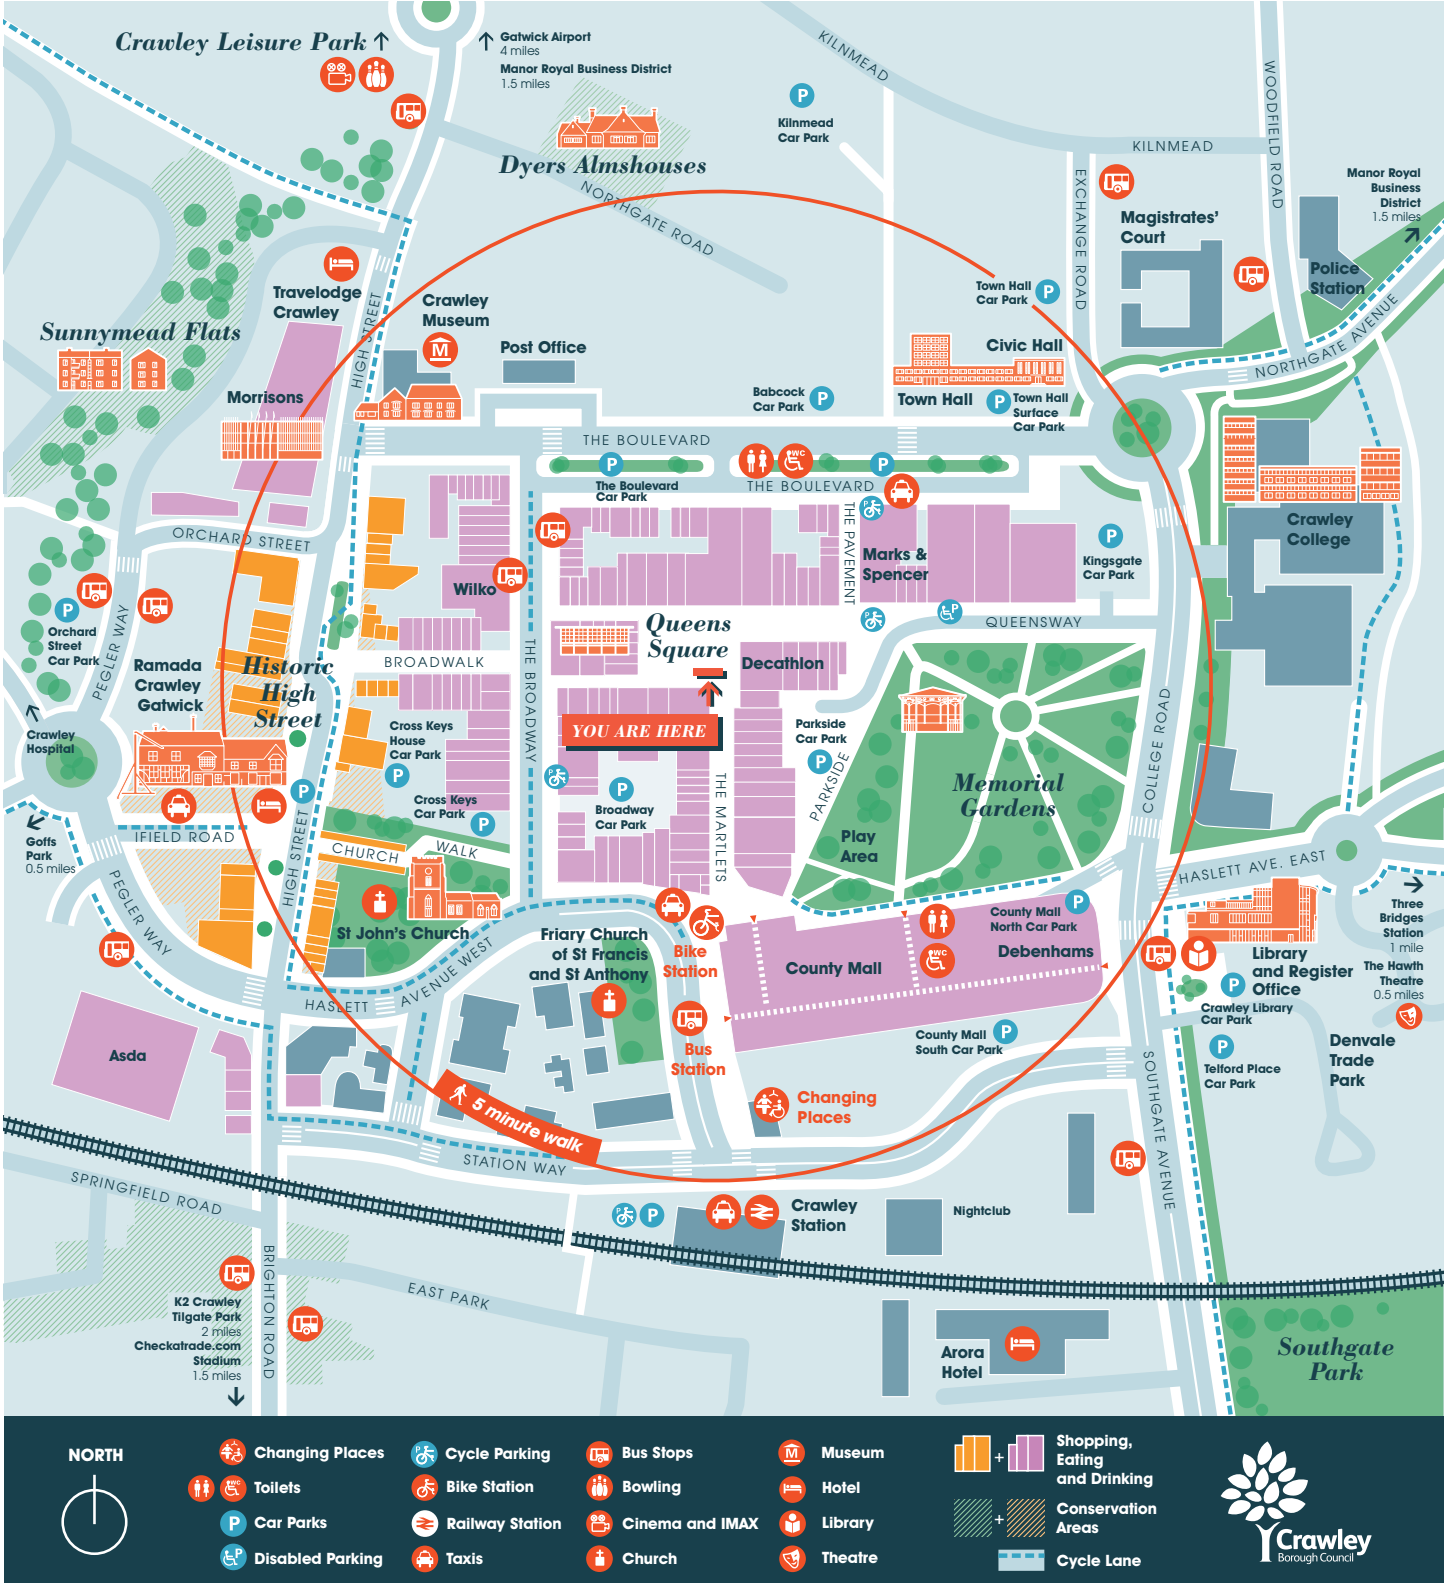 Crawley Leisure Park
Gatwick Airport
4 miles
Manor Royal Business District
1.5 miles
KILNMEAD
WOODFIELD ROAD
Kilnmead
Car Park
Dyers Almshouses
NORTHGATE ROAD
KILNMEAD
EXCHANGE ROAD
Manor Royal
Business
District
1.5 miles
Magistrates'
Court
Police
Station
NORTHGATE AVENUE
Travelodge
Crawley
HIGH STREET
Crawley
Museum
Post Office
Town Hall
Car Park
Civic Hall
Town Hall
Town Hall
Surface
Car Park
Babcock
Car Park
Sunnymead Flats
Morrisons
THE BOULEVARD
The Boulevard
Car Park
THE BOULEVARD
ORCHARD STREET
Wilko
THE PAVEMENT
Marks &
Spencer
Kingsgate
Car Park
Crawley
College
QUEENSWAY
Orchard
Street
Car Park
PEGLER WAY
Ramada
Crawley
Gatwick
Historic
High
Street
BROADWALK
THE BROADWAY
Queens
Square
Decathlon
YOU ARE HERE
Cross Keys
House
Car Park
Cross Keys
Car Park
Broadway
Car Park
THE MARTLETS
Parkside
Car Park
PARKSIDE
Play
Area
Memorial
Gardens
COLLEGE ROAD
Crawley
Hospital
Goffs
Park
0.5 miles
IFIELD ROAD
HIGH STREET
CHURCH
WALK
PEGLER WAY
St John's Church
HASLETT
AVENUE WEST
Friary Church
of St Francis
and St Anthony
Bike
Station
Bus
Station
County Mall
County Mall
North Car Park
Debenhams
County Mall
South Car Park
HASLETT AVE. EAST
Three
Bridges
Station
1 mile
The Hawth
Theatre
0.5 miles
Library
and Register
Office
Crawley Library
Car Park
Telford Place
Car Park
Denvale
Trade
Park
Asda
5 minute walk
Changing
Places
STATION WAY
SOUTHGATE AVENUE
Crawley
Station
Nightclub
SPRINGFIELD ROAD
BRIGHTON ROAD
EAST PARK
K2 Crawley
Tilgate Park
2 miles
Checkatrade.com
Stadium
1.5 miles
Arora
Hotel
Southgate
Park
NORTH
Changing Places
Toilets
Car Parks
Disabled Parking
Cycle Parking
Bike Station
Railway Station
Taxis
Bus Stops
Bowling
Cinema and IMAX
Church
Museum
Hotel
Library
Theatre
Shopping,
Eating
and Drinking
Conservation
Areas
Cycle Lane
Crawley
Borough Council